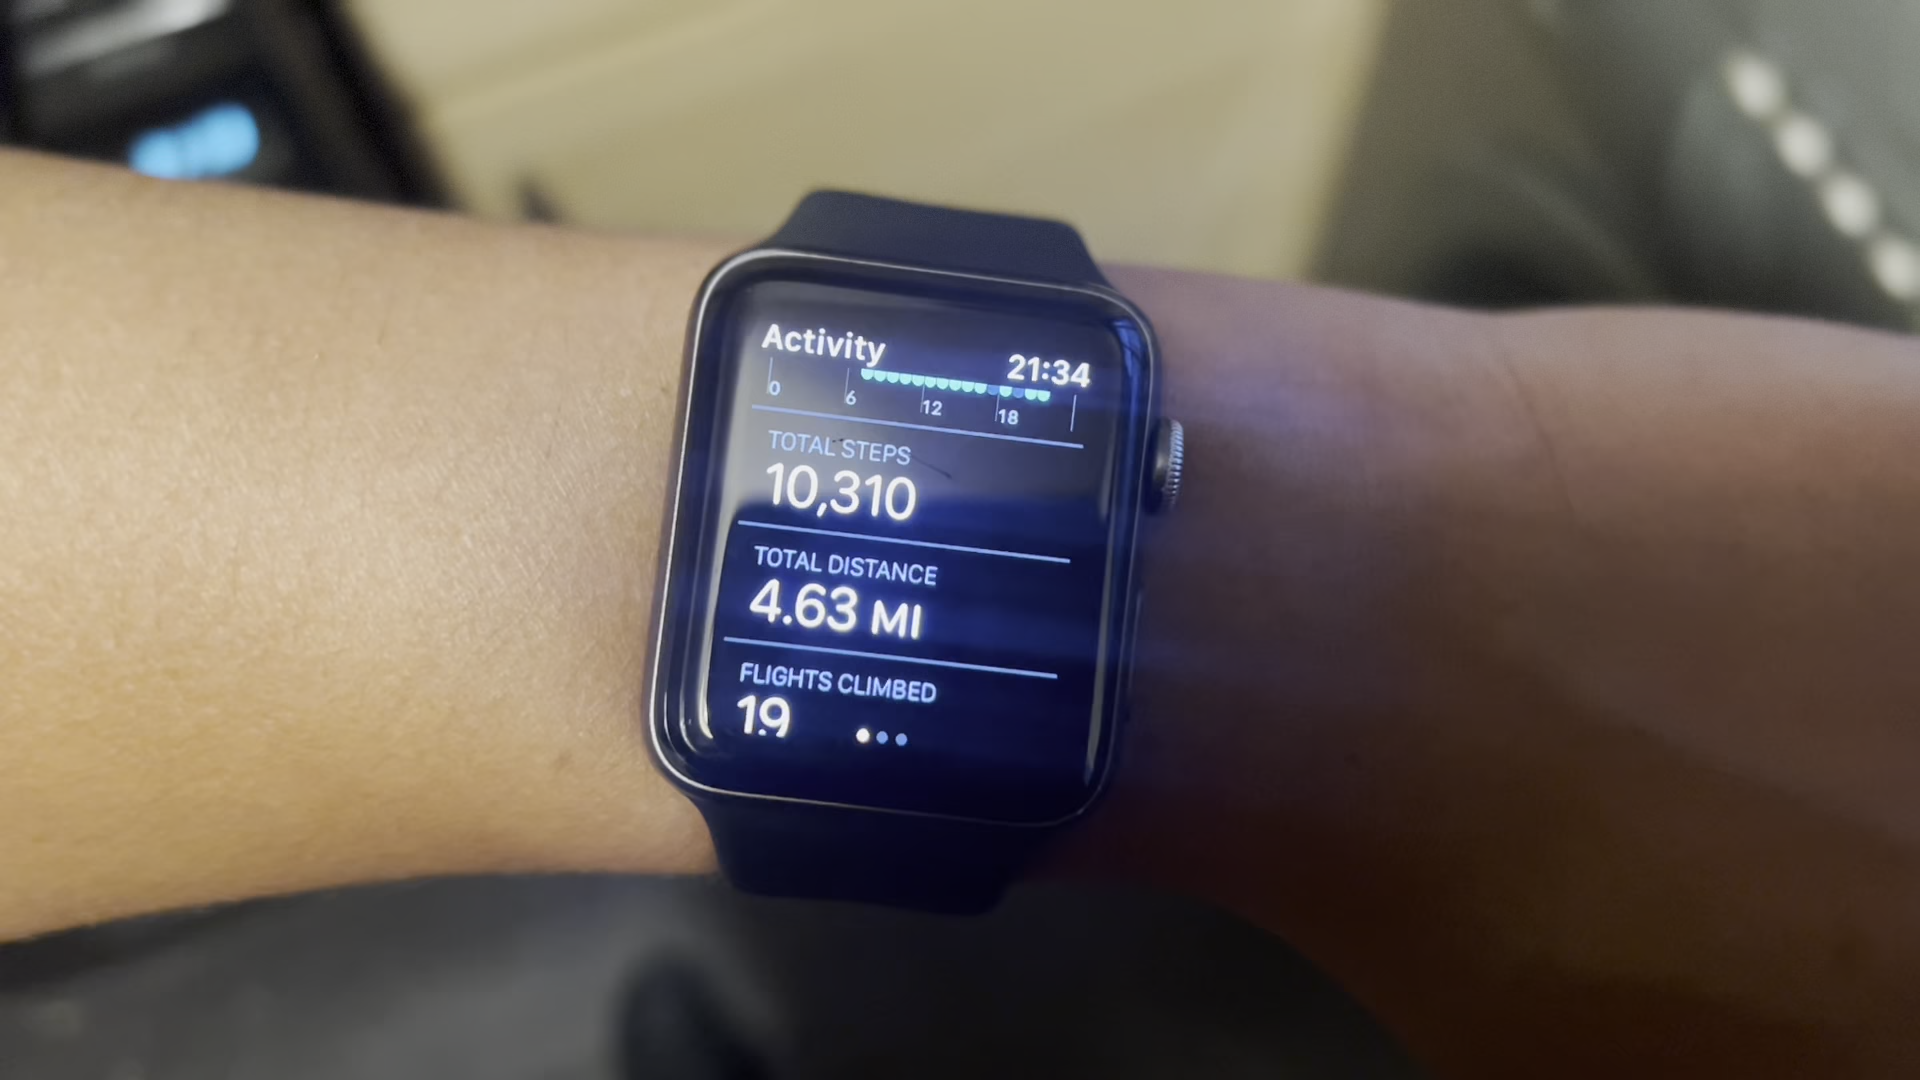 Activity
21:34
0 6 12 18
TOTAL STEPS
10,310
TOTAL DISTANCE
4.63 MI
FLIGHTS CLIMBED
19